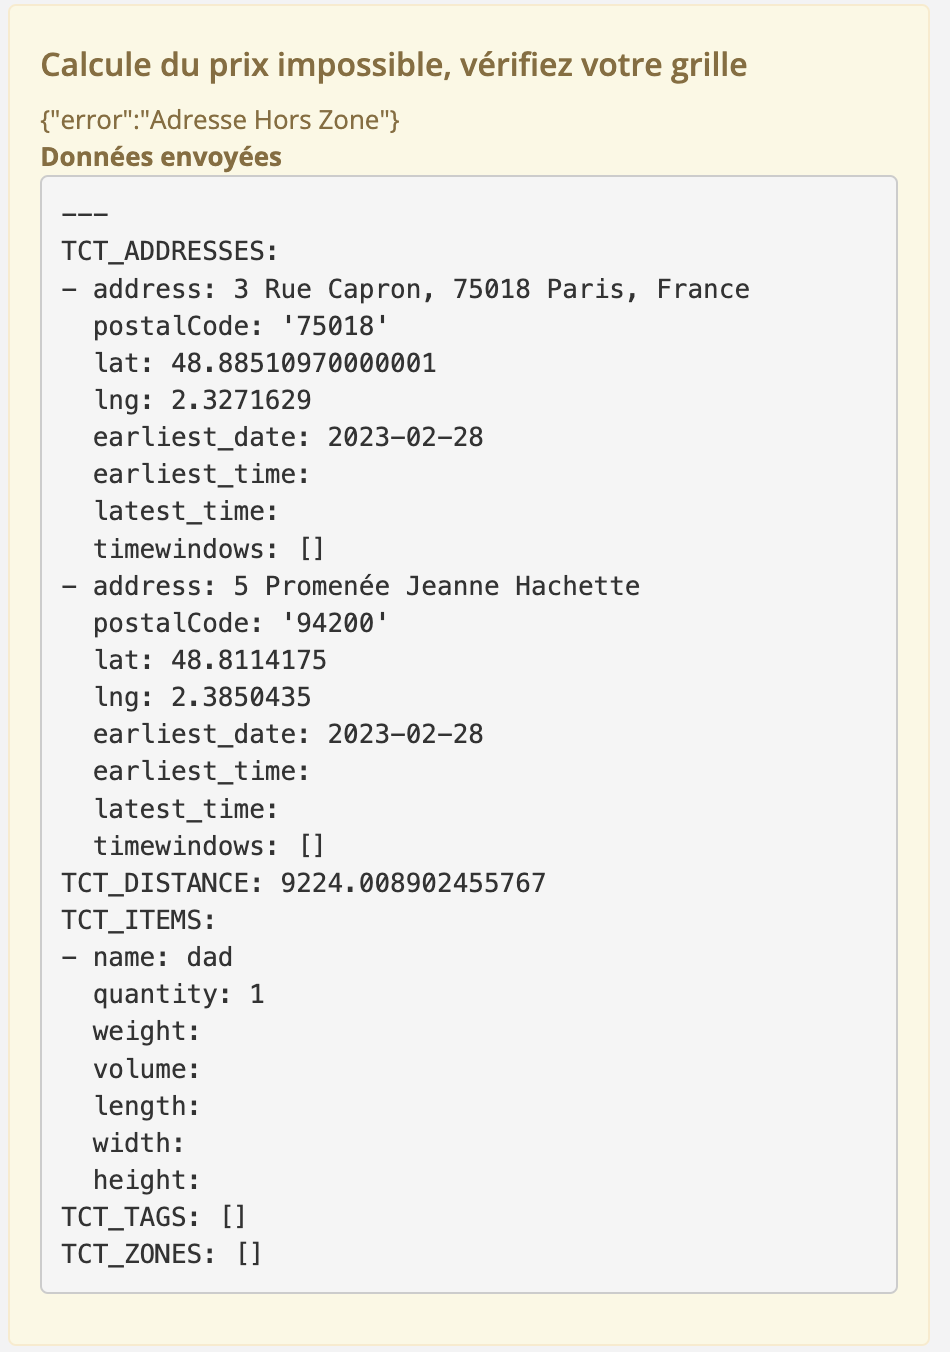 Calcule du prix impossible, vérifiez votre grille
{"error":"Adresse Hors Zone"}
Données envoyées
---
TCT_ADDRESSES:
- address: 3 Rue Capron, 75018 Paris, France
  postalCode: '75018'
  lat: 48.88510970000001
  lng: 2.3271629
  earliest_date: 2023-02-28
  earliest_time:
  latest_time:
  timewindows: []
- address: 5 Promenée Jeanne Hachette
  postalCode: '94200'
  lat: 48.8114175
  lng: 2.3850435
  earliest_date: 2023-02-28
  earliest_time:
  latest_time:
  timewindows: []
TCT_DISTANCE: 9224.008902455767
TCT_ITEMS:
- name: dad
  quantity: 1
  weight:
  volume:
  length:
  width:
  height:
TCT_TAGS: []
TCT_ZONES: []